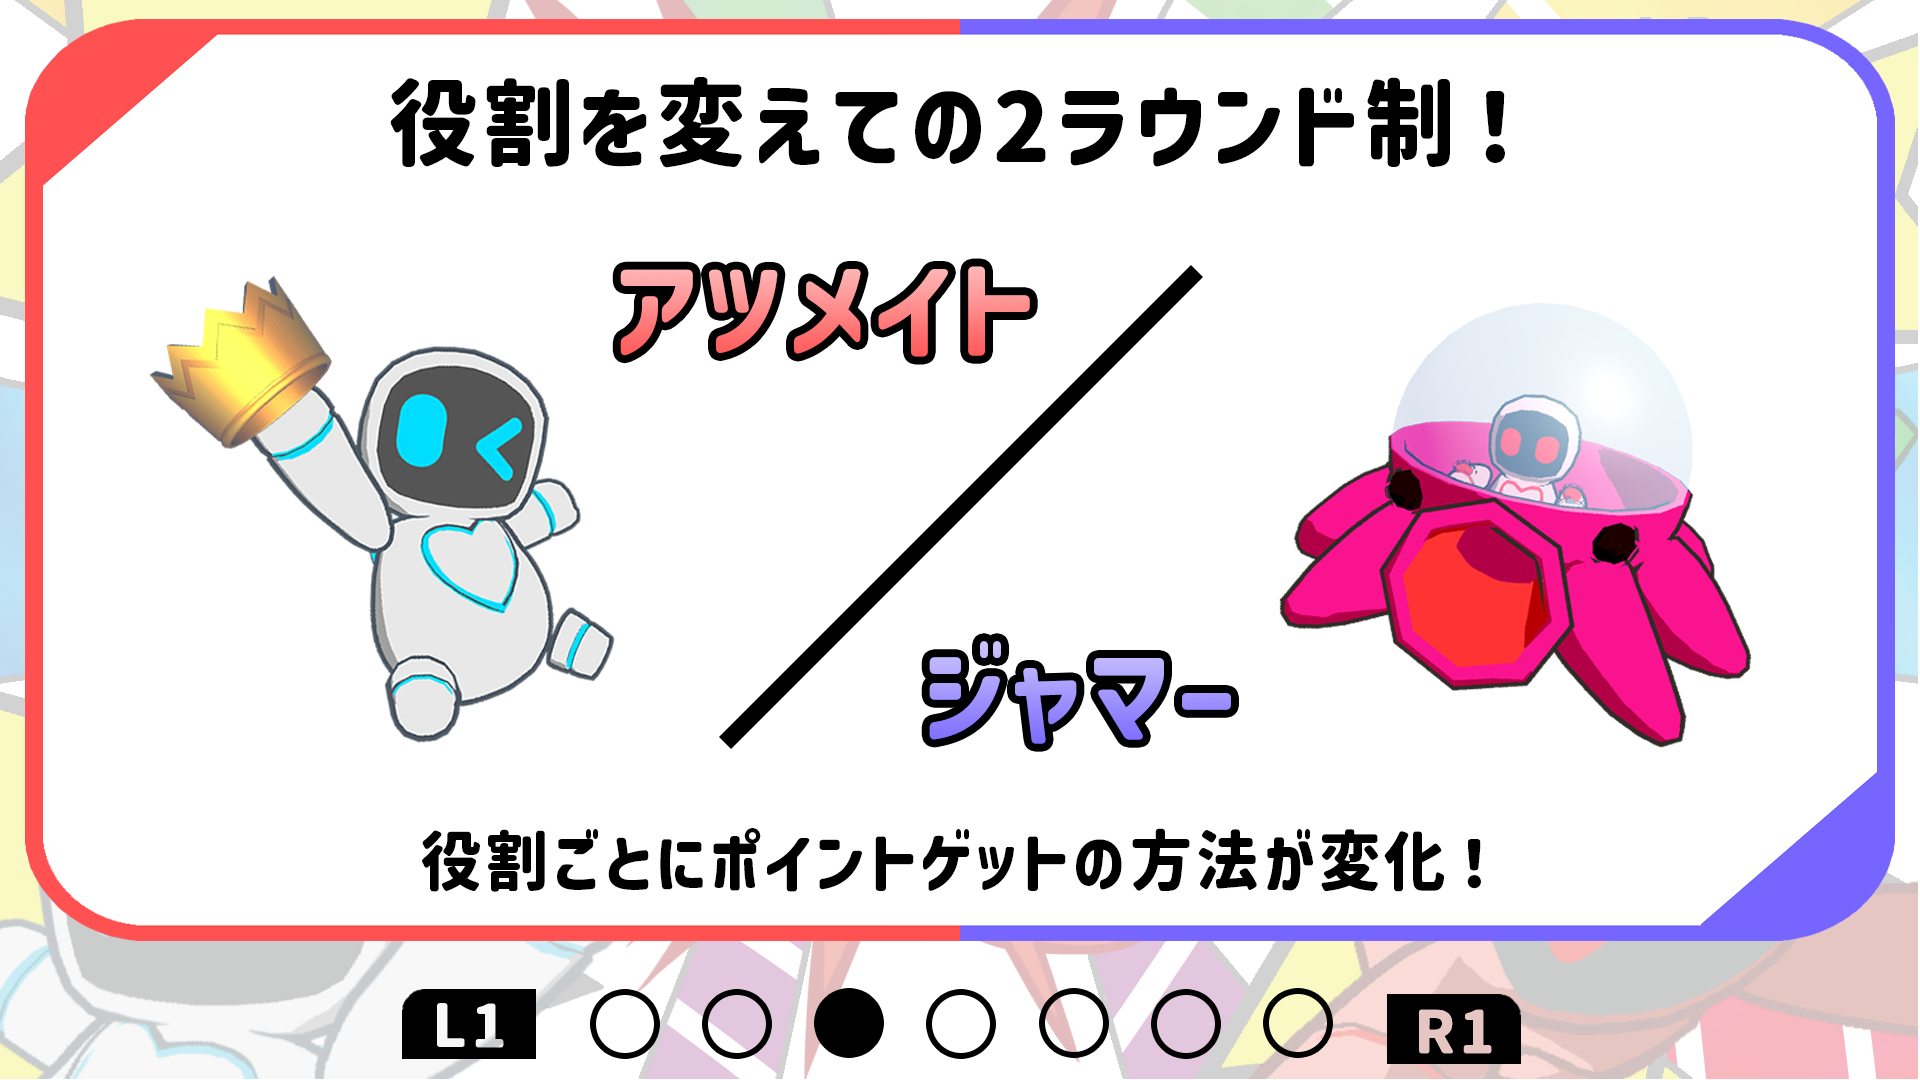 役割を変えての2ラウンド制！
アツメイト
ジャマー
役割ごとにポイントゲットの方法が変化！
L1
R1